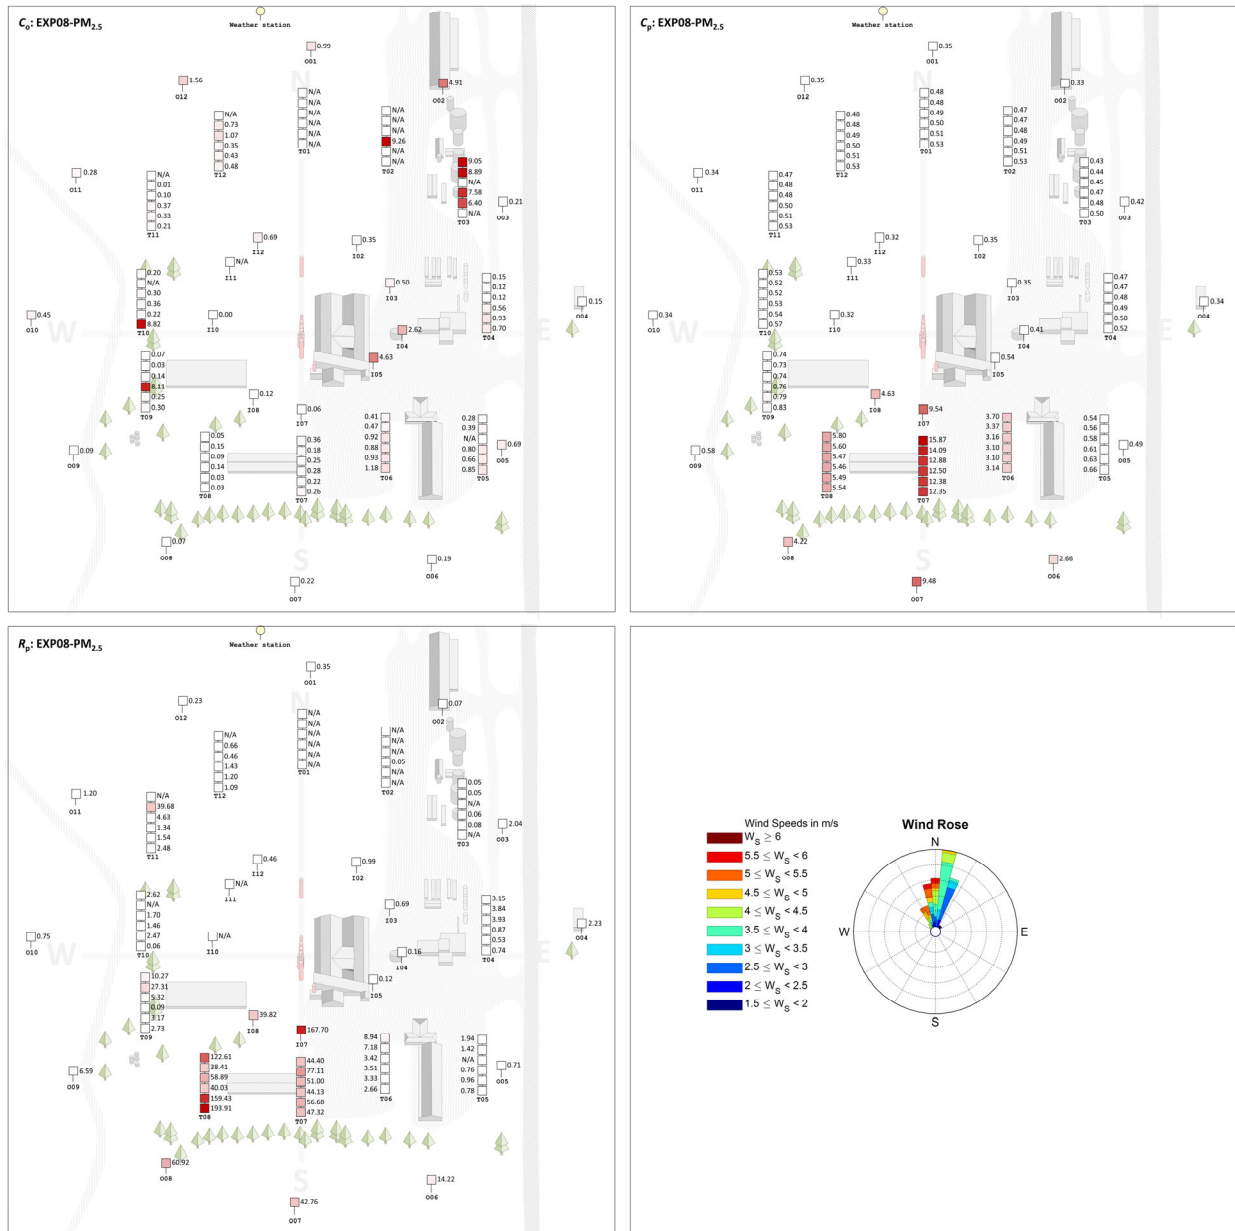 Co: EXP08-PM2.5
Weather station
0.99
O01
1.56
O12
4.91
O02
N/A
N/A
N/A
N/A
N/A
N/A
T01
N/A
N/A
N/A
9.26
N/A
N/A
T02
N/A
0.73
1.07
0.35
0.43
0.48
T12
9.05
8.89
N/A
7.58
6.40
N/A
T03
0.28
O11
N/A
0.01
0.10
0.37
0.33
0.21
T11
0.21
O03
0.69
I12
0.35
I02
N/A
I11
0.50
I03
0.20
N/A
0.30
0.36
0.22
8.82
T10
0.15
0.12
0.12
0.56
0.93
0.70
T04
0.15
O04
0.45
O10
0.00
I10
2.62
I04
4.63
I05
0.07
0.03
0.14
8.11
0.25
0.30
T09
0.12
I08
0.06
I07
0.41
0.47
0.92
0.88
0.93
1.18
T06
0.28
0.39
N/A
0.80
0.66
0.85
T05
0.69
O05
0.05
0.15
0.09
0.14
0.03
0.03
T08
0.36
0.18
0.25
0.28
0.22
0.26
T07
0.09
O09
0.07
O08
0.19
O06
0.22
O07
N
W
E
S
Cp: EXP08-PM2.5
Weather station
0.35
O01
0.35
O12
0.33
O02
0.48
0.48
0.49
0.50
0.51
0.53
T01
0.47
0.47
0.48
0.49
0.51
0.53
T02
0.48
0.48
0.49
0.50
0.51
0.53
T12
0.43
0.44
0.45
0.47
0.48
0.50
T03
0.34
O11
0.47
0.48
0.48
0.50
0.51
0.53
T11
0.42
O03
0.32
I12
0.35
I02
0.33
I11
0.35
I03
0.53
0.52
0.52
0.53
0.54
0.57
T10
0.47
0.47
0.48
0.49
0.50
0.52
T04
0.34
O04
0.34
O10
0.32
I10
0.41
I04
0.54
I05
0.74
0.73
0.74
0.76
0.79
0.83
T09
4.63
I08
9.54
I07
3.70
3.37
3.16
3.10
3.10
3.14
T06
0.54
0.56
0.58
0.61
0.63
0.66
T05
0.49
O05
5.80
5.60
5.47
5.46
5.49
5.54
T08
15.87
14.09
12.88
12.50
12.38
12.35
T07
0.58
O09
4.22
O08
2.66
O06
9.48
O07
N
W
E
S
Rp: EXP08-PM2.5
Weather station
0.35
O01
0.23
O12
0.07
O02
N/A
N/A
N/A
N/A
N/A
N/A
T01
N/A
N/A
N/A
0.05
N/A
N/A
T02
N/A
0.66
0.46
1.43
1.20
1.09
T12
0.05
0.05
N/A
0.06
0.08
N/A
T03
1.20
O11
N/A
39.68
4.63
1.34
1.54
2.48
T11
2.04
O03
0.46
I12
0.99
I02
N/A
I11
0.69
I03
2.62
N/A
1.70
1.46
2.47
0.06
T10
3.15
3.84
3.93
0.87
0.53
0.74
T04
2.23
O04
0.75
O10
N/A
I10
0.16
I04
0.12
I05
10.27
27.31
5.32
0.09
3.17
2.73
T09
39.82
I08
167.70
I07
8.94
7.18
3.42
3.51
3.33
2.66
T06
1.94
1.42
N/A
0.76
0.96
0.78
T05
0.71
O05
122.61
38.41
58.89
40.03
159.43
193.91
T08
44.40
77.11
51.00
44.13
56.68
47.32
T07
6.59
O09
60.92
O08
14.22
O06
42.76
O07
N
W
E
S
Wind Speeds in m/s
W_S ≥ 6
5.5 ≤ W_S < 6
5 ≤ W_S < 5.5
4.5 ≤ W_S < 5
4 ≤ W_S < 4.5
3.5 ≤ W_S < 4
3 ≤ W_S < 3.5
2.5 ≤ W_S < 3
2 ≤ W_S < 2.5
1.5 ≤ W_S < 2
Wind Rose
N
W
E
S